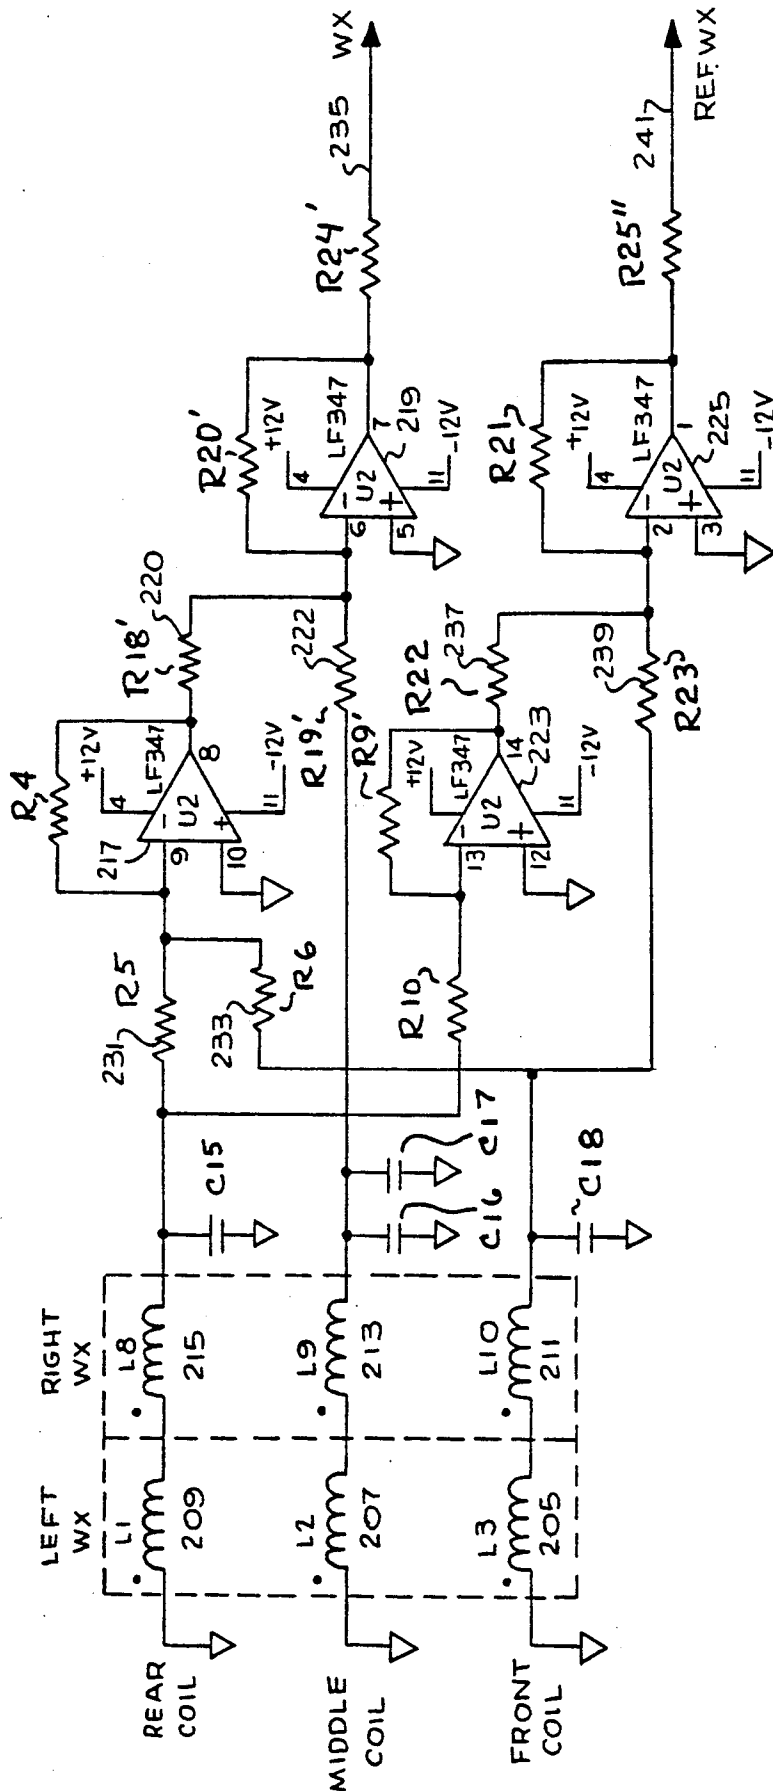 LEFT
WX
RIGHT
WX
REAR
COIL
L1
209
L8
215
C15
231
R5
233
R6
R4
217
9
10
+12V
4
LF347
U2
8
11
-12V
R18'
220
MIDDLE
COIL
L2
207
L9
213
C16
C17
R19'
222
R20'
+12V
4
LF347
U2
6
5
7
219
11
-12V
R24'
235
WX
FRONT
COIL
L3
205
L10
211
C18
R10
R9'
+12V
LF347
U2
13
12
14
223
11
-12V
R22
237
239
R23
R21
+12V
4
LF347
U2
2
3
1
225
11
-12V
R25"
241
REF. WX